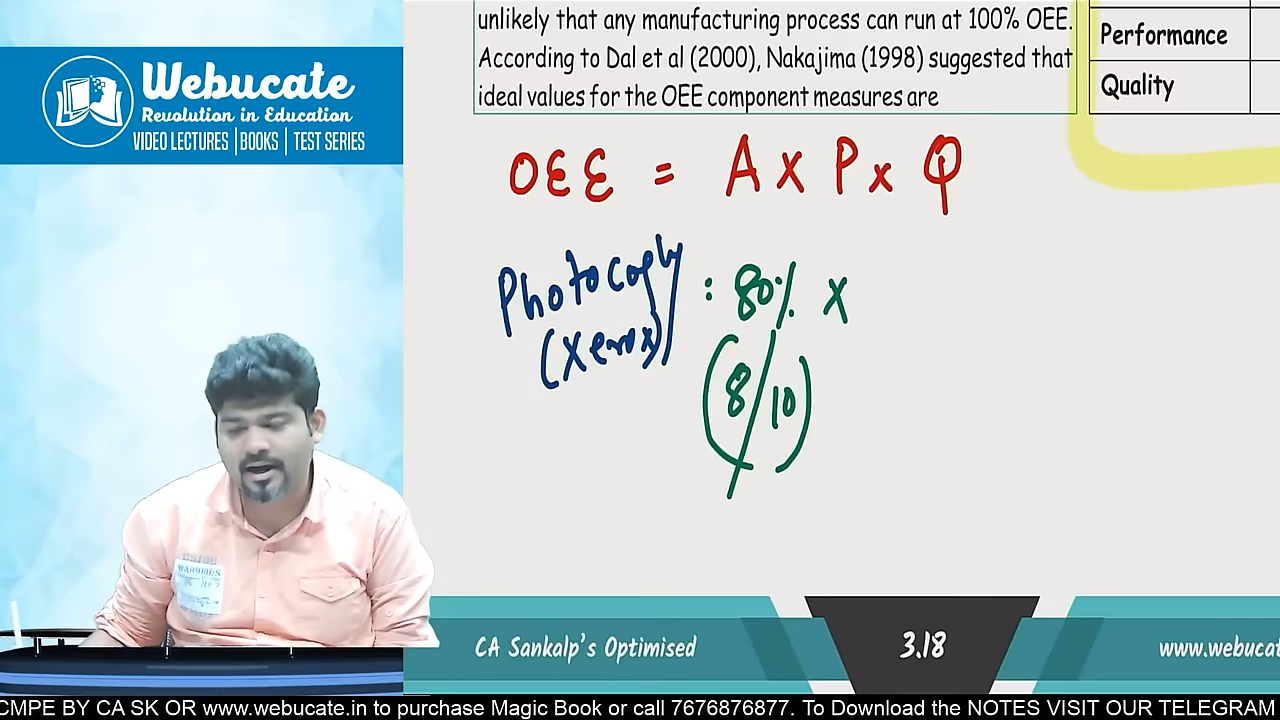 Webucate
Revolution in Education
VIDEO LECTURES | BOOKS | TEST SERIES
unlikely that any manufacturing process can run at 100% OEE.
According to Dal et al (2000), Nakajima (1998) suggested that
ideal values for the OEE component measures are
Performance
Quality
OEE = A x P x Q
Photocopy : 80% x
(Xerox)
(8/10)
CA Sankalp's Optimised
3.18
www.webucat
CMPE BY CA SK OR www.webucate.in to purchase Magic Book or call 7676876877. To Download the NOTES VISIT OUR TELEGRAM